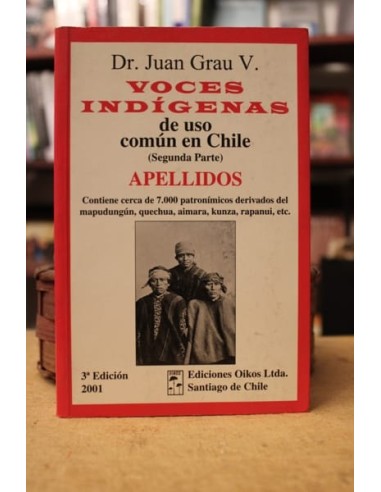 Dr. Juan Grau V.
VOCES
INDÍGENAS
de uso
común en Chile
(Segunda Parte)
APELLIDOS
Contiene cerca de 7.000 patronímicos derivados del
mapudungún, quechua, aimara, kunza, rapanuí, etc.
3ª Edición
2001
Ediciones Oikos Ltda.
Santiago de Chile